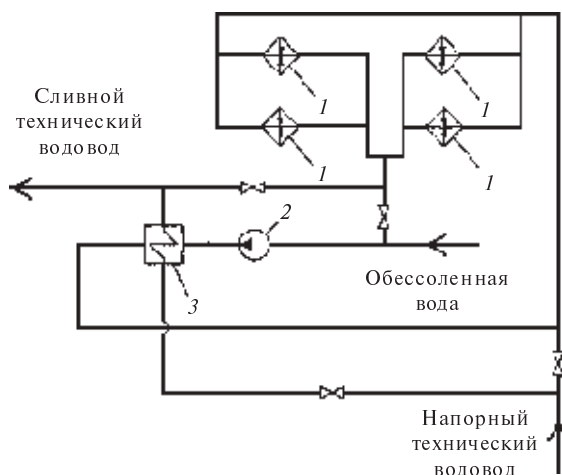 1
1
Сливной
технический
водовод
1
1
2
Обессоленная
вода
3
Напорный
технический
водовод